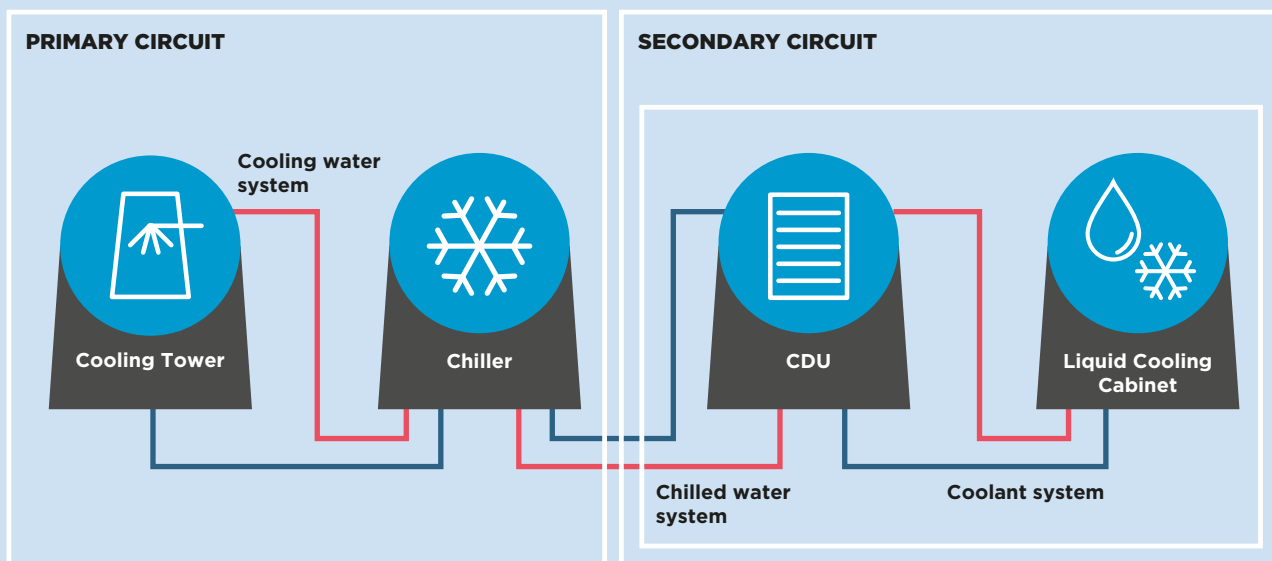 PRIMARY CIRCUIT
SECONDARY CIRCUIT
Cooling water
system
Cooling Tower
Chiller
CDU
Liquid Cooling
Cabinet
Chilled water
system
Coolant system